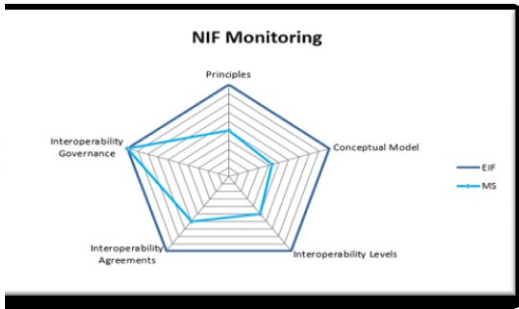 NIF Monitoring
Principles
Interoperability
Governance
Conceptual Model
EIF
MS
Interoperability
Agreements
Interoperability Levels